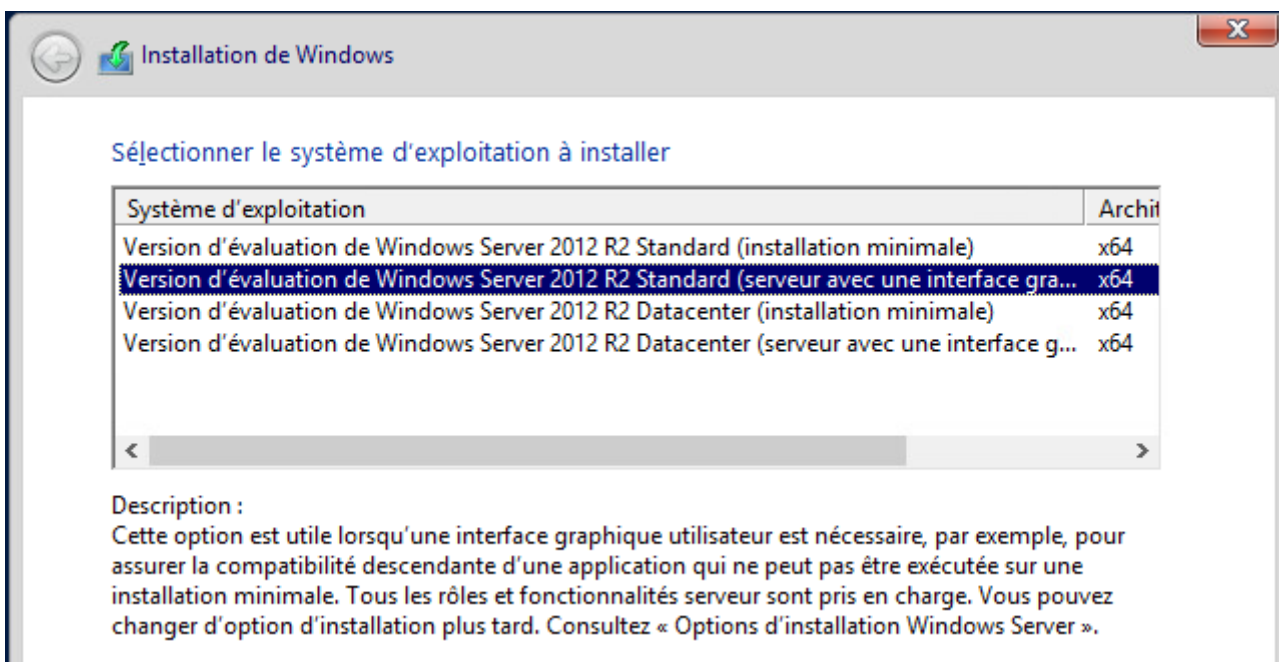 Installation de Windows
Sélectionner le système d'exploitation à installer
Système d'exploitation Archit
Version d'évaluation de Windows Server 2012 R2 Standard (installation minimale) x64
Version d'évaluation de Windows Server 2012 R2 Standard (serveur avec une interface gra... x64
Version d'évaluation de Windows Server 2012 R2 Datacenter (installation minimale) x64
Version d'évaluation de Windows Server 2012 R2 Datacenter (serveur avec une interface g... x64
Description :
Cette option est utile lorsqu'une interface graphique utilisateur est nécessaire, par exemple, pour
assurer la compatibilité descendante d'une application qui ne peut pas être exécutée sur une
installation minimale. Tous les rôles et fonctionnalités serveur sont pris en charge. Vous pouvez
changer d'option d'installation plus tard. Consultez « Options d'installation Windows Server ».